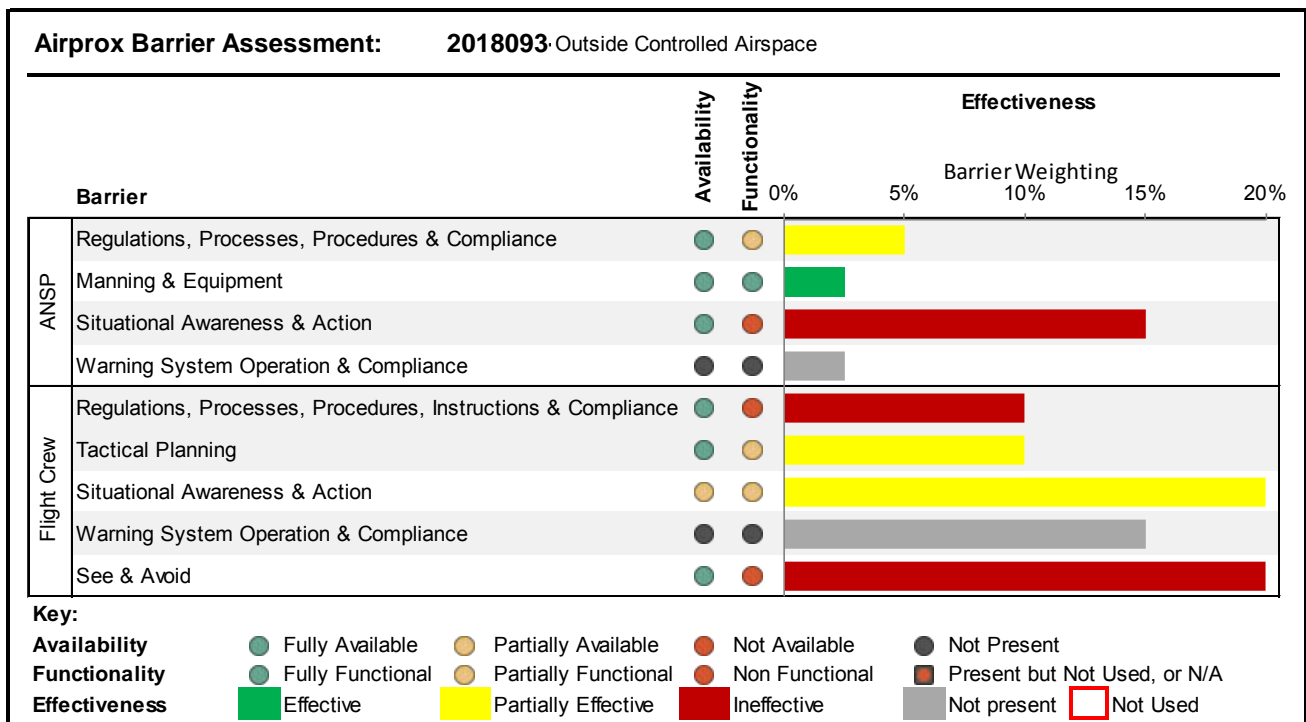 Airprox Barrier Assessment: 2018093- Outside Controlled Airspace
Availability
Functionality
Effectiveness
Barrier Weighting
Barrier
0% 5% 10% 15% 20%
ANSP
Regulations, Processes, Procedures & Compliance
Manning & Equipment
Situational Awareness & Action
Warning System Operation & Compliance
Flight Crew
Regulations, Processes, Procedures, Instructions & Compliance
Tactical Planning
Situational Awareness & Action
Warning System Operation & Compliance
See & Avoid
Key:
Availability Fully Available Partially Available Not Available Not Present
Functionality Fully Functional Partially Functional Non Functional Present but Not Used, or N/A
Effectiveness Effective Partially Effective Ineffective Not present Not Used